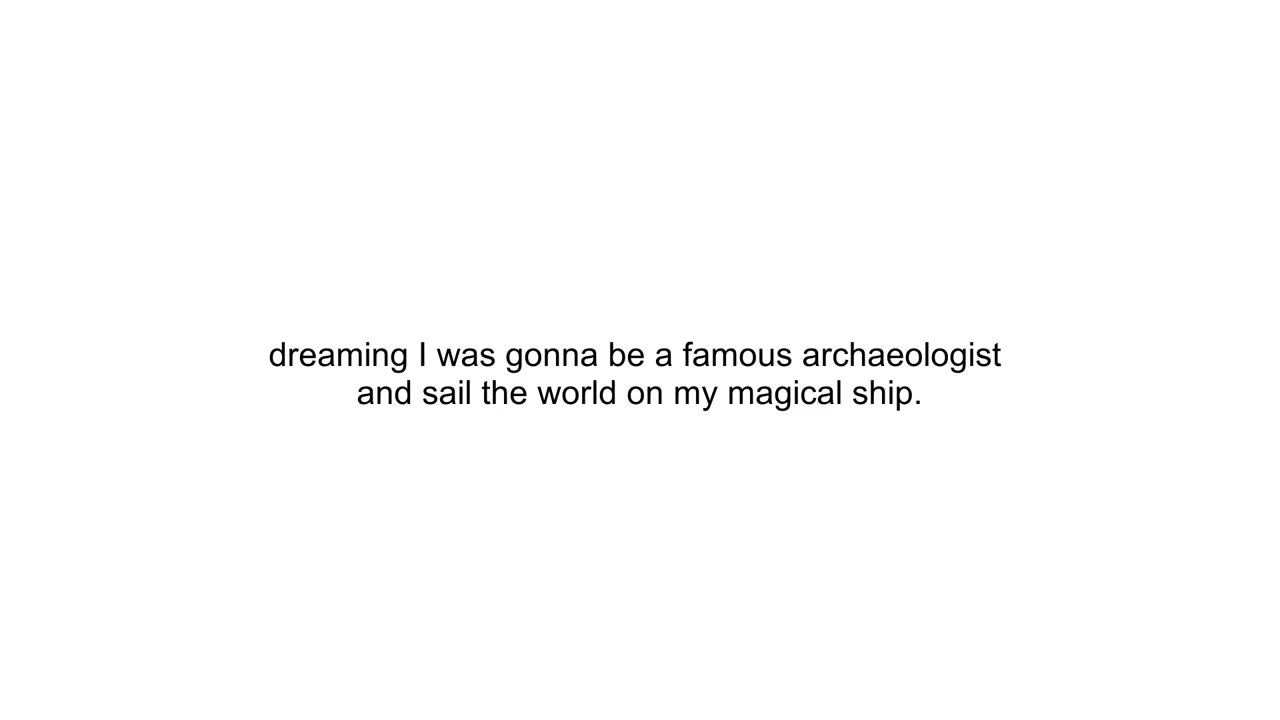 dreaming I was gonna be a famous archaeologist
and sail the world on my magical ship.